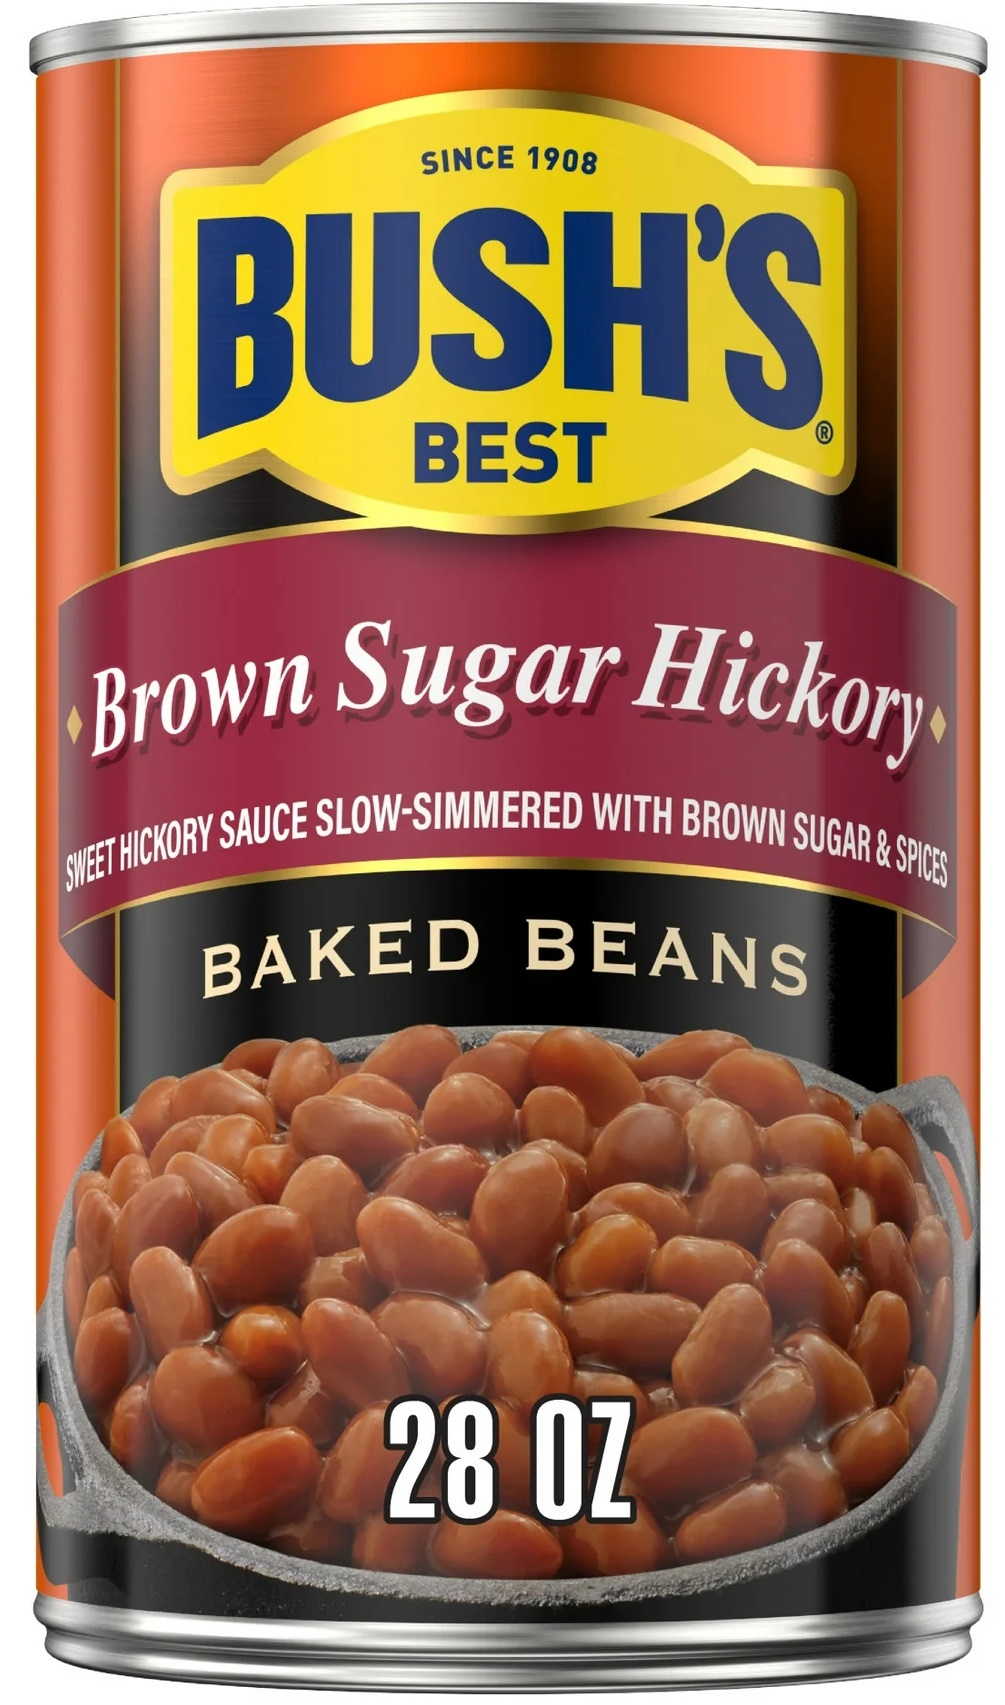 SINCE 1908
BUSH'S®
BEST
Brown Sugar Hickory
SWEET HICKORY SAUCE SLOW-SIMMERED WITH BROWN SUGAR & SPICES
BAKED BEANS
28 OZ